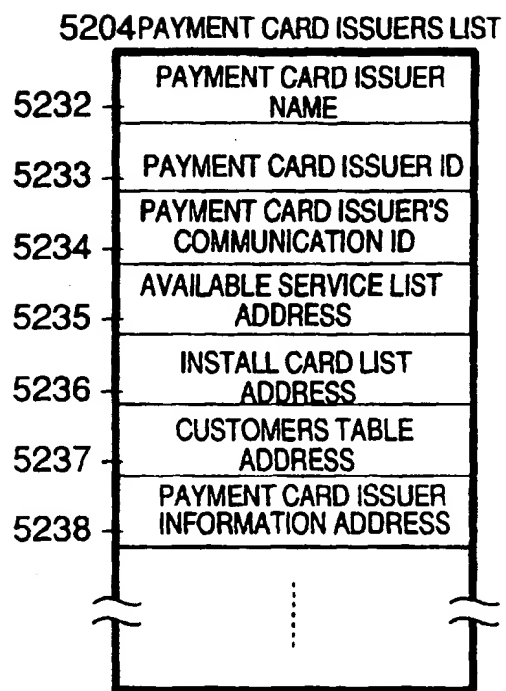 5204 PAYMENT CARD ISSUERS LIST
5232 PAYMENT CARD ISSUER
NAME
5233 PAYMENT CARD ISSUER ID
5234 PAYMENT CARD ISSUER'S
COMMUNICATION ID
5235 AVAILABLE SERVICE LIST
ADDRESS
5236 INSTALL CARD LIST
ADDRESS
5237 CUSTOMERS TABLE
ADDRESS
5238 PAYMENT CARD ISSUER
INFORMATION ADDRESS